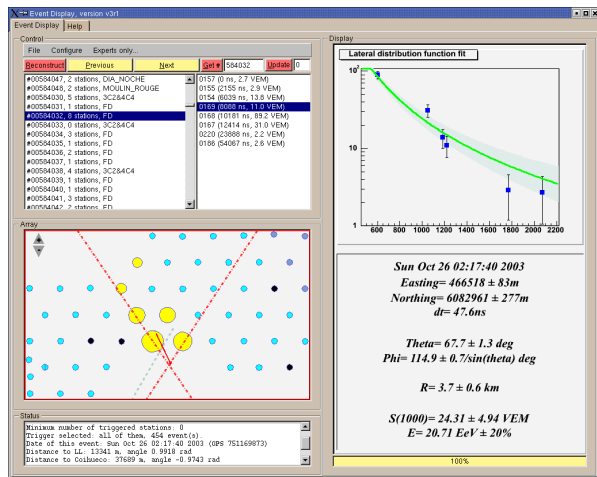 Event Display, version v3r1
Event Display Help
Control
File Configure Experts only...
Reconstruct Previous Next Get # 584032 Update 0
#00584047, 2 stations, DIA_NOCHE
#00584048, 2 stations, MOULIN_ROUGE
#00584030, 5 stations, 3C2&4C4
#00584031, 1 stations, FD
#00584032, 8 stations, FD
#00584033, 0 stations, 3C2&4C4
#00584034, 3 stations, FD
#00584035, 1 stations, FD
#00584036, 2 stations, FD
#00584037, 1 stations, FD
#00584038, 4 stations, 3C2&4C4
#00584039, 1 stations, FD
#00584040, 1 stations, FD
#00584041, 3 stations, FD
#00584042, 2 stations, FD
0157 (0 ns, 2.7 VEM)
0155 (2155 ns, 2.9 VEM)
0154 (6039 ns, 13.8 VEM)
0169 (8088 ns, 11.0 VEM)
0168 (10181 ns, 89.2 VEM)
0167 (12414 ns, 31.0 VEM)
0220 (23888 ns, 2.2 VEM)
0186 (54067 ns, 2.6 VEM)
Array
Status
Minimum number of triggered stations: 0
Trigger selected: all of them, 454 event(s).
Date of this event: Sun Oct 26 02:17:40 2003 (GPS 751169873)
Distance to LL: 13341 m, angle 0.9918 rad
Distance to Coihueco: 37689 m, angle -0.9743 rad
Display
Lateral distribution function fit
10²
10
1
600 800 1000 1200 1400 1600 1800 2000 2200
Sun Oct 26 02:17:40 2003
Easting= 466518 ± 83m
Northing= 6082961 ± 277m
dt= 47.6ns
Theta= 67.7 ± 1.3 deg
Phi= 114.9 ± 0.7/sin(theta) deg
R= 3.7 ± 0.6 km
S(1000)= 24.31 ± 4.94 VEM
E= 20.71 EeV ± 20%
100%